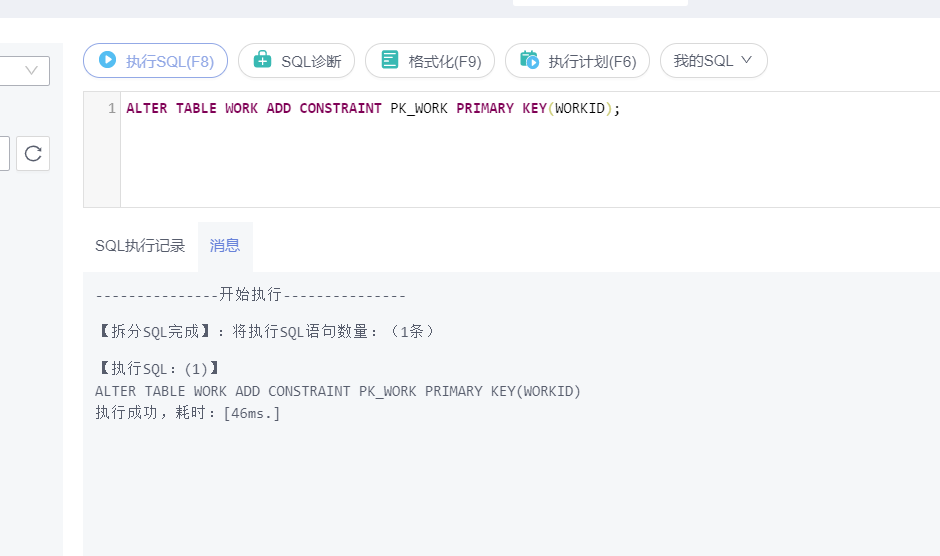 执行SQL(F8) SQL诊断 格式化(F9) 执行计划(F6) 我的SQL
1 ALTER TABLE WORK ADD CONSTRAINT PK_WORK PRIMARY KEY(WORKID);
SQL执行记录 消息
---------------开始执行---------------
【拆分SQL完成】：将执行SQL语句数量：（1条）
【执行SQL：(1)】
ALTER TABLE WORK ADD CONSTRAINT PK_WORK PRIMARY KEY(WORKID)
执行成功，耗时：[46ms.]